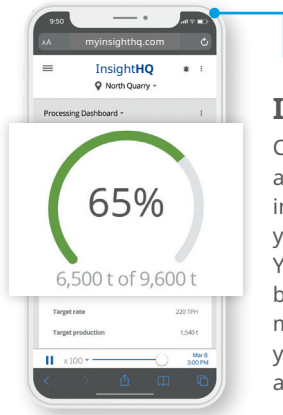 9:50
AA myinsighthq.com
InsightHQ
North Quarry
Processing Dashboard
65%
6,500 t of 9,600 t
Target rate 220 TPH
Target production 1,540 t
x100
Mar 8
3:00 PM